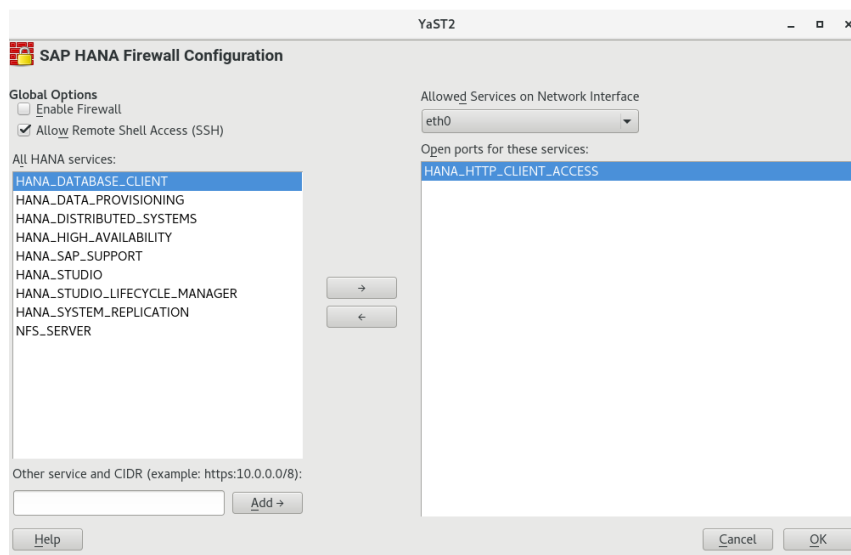 YaST2
SAP HANA Firewall Configuration
Global Options
Enable Firewall
Allow Remote Shell Access (SSH)
All HANA services:
HANA_DATABASE_CLIENT
HANA_DATA_PROVISIONING
HANA_DISTRIBUTED_SYSTEMS
HANA_HIGH_AVAILABILITY
HANA_SAP_SUPPORT
HANA_STUDIO
HANA_STUDIO_LIFECYCLE_MANAGER
HANA_SYSTEM_REPLICATION
NFS_SERVER
Other service and CIDR (example: https:10.0.0.0/8):
Add →
→
←
Allowed Services on Network Interface
eth0
Open ports for these services:
HANA_HTTP_CLIENT_ACCESS
Help
Cancel
OK